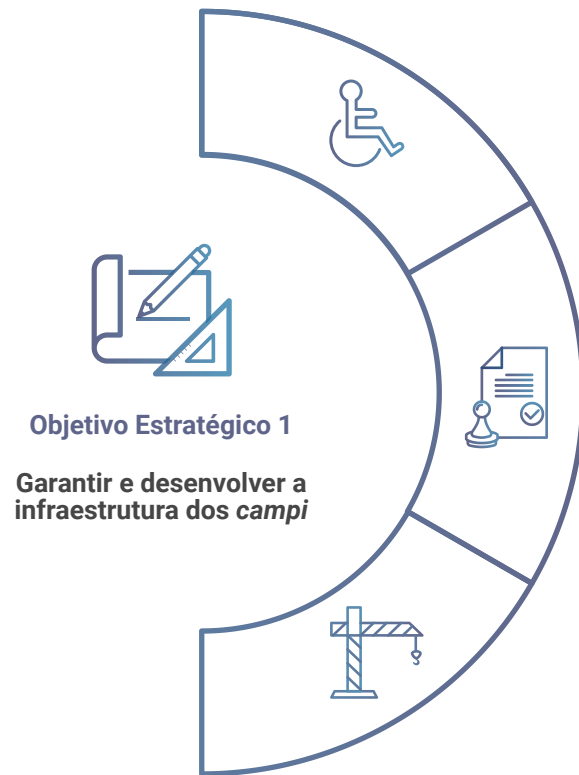 Objetivo Estratégico 1
Garantir e desenvolver a
infraestrutura dos campi